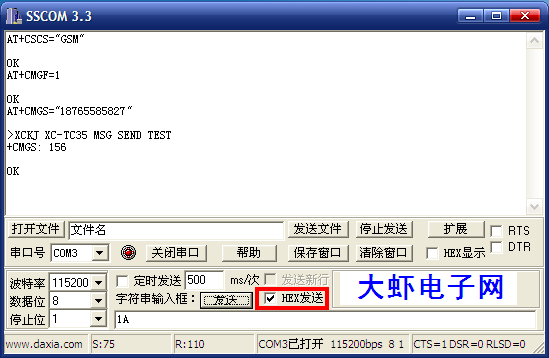 SSCOM 3.3
AT+CSCS="GSM"
OK
AT+CMGF=1
OK
AT+CMGS="18765585827"
>XCKJ XC-TC35 MSG SEND TEST
+CMGS: 156
OK
打开文件 文件名 发送文件 停止发送 扩展 RTS
串口号 COM3 关闭串口 帮助 保存窗口 清除窗口 HEX显示 DTR
波特率 115200 定时发送 500 ms/次 发送新行 大虾电子网
数据位 8 字符串输入框: 发送 HEX发送
停止位 1 1A
www.daxia.com S:75 R:110 COM3已打开 115200bps 8 1 CTS=1 DSR=0 RLSD=0